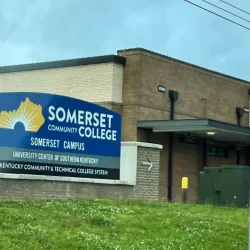 SOMERSET
COMMUNITY COLLEGE
SOMERSET CAMPUS
UNIVERSITY CENTER OF SOUTHERN KENTUCKY
KENTUCKY COMMUNITY & TECHNICAL COLLEGE SYSTEM